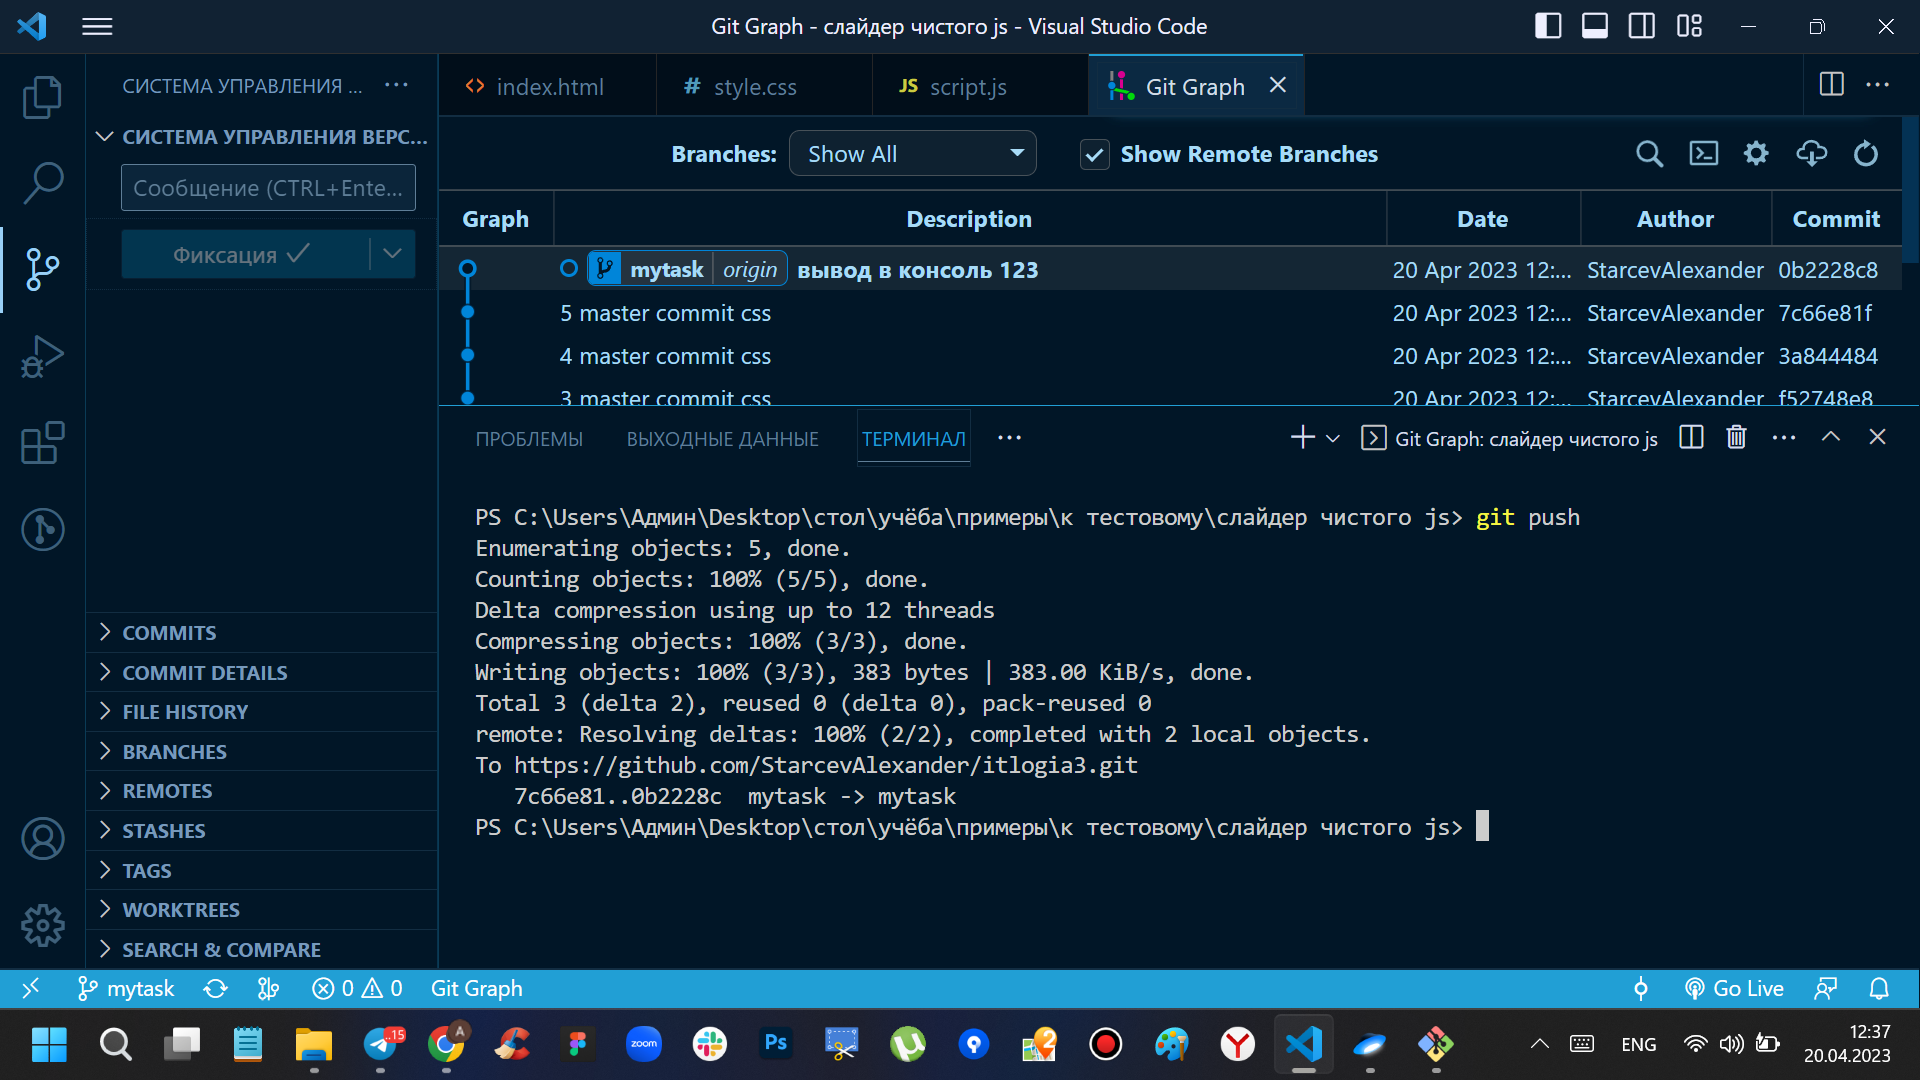 Git Graph - слайдер чистого js - Visual Studio Code
СИСТЕМА УПРАВЛЕНИЯ ...
index.html
style.css
JS script.js
Git Graph
СИСТЕМА УПРАВЛЕНИЯ ВЕРС...
Branches: Show All
Show Remote Branches
Сообщение (CTRL+Ente...
Фиксация
Graph Description Date Author Commit
mytask origin вывод в консоль 123 20 Apr 2023 12:... StarcevAlexander 0b2228c8
5 master commit css 20 Apr 2023 12:... StarcevAlexander 7c66e81f
4 master commit css 20 Apr 2023 12:... StarcevAlexander 3a844484
3 master commit css 20 Apr 2023 12:... StarcevAlexander f52748e8
ПРОБЛЕМЫ ВЫХОДНЫЕ ДАННЫЕ ТЕРМИНАЛ ... Git Graph: слайдер чистого js
PS C:\Users\Админ\Desktop\стол\учёба\примеры\к тестовому\слайдер чистого js> git push
Enumerating objects: 5, done.
Counting objects: 100% (5/5), done.
Delta compression using up to 12 threads
Compressing objects: 100% (3/3), done.
Writing objects: 100% (3/3), 383 bytes | 383.00 KiB/s, done.
Total 3 (delta 2), reused 0 (delta 0), pack-reused 0
remote: Resolving deltas: 100% (2/2), completed with 2 local objects.
To https://github.com/StarcevAlexander/itlogia3.git
7c66e81..0b2228c mytask -> mytask
PS C:\Users\Админ\Desktop\стол\учёба\примеры\к тестовому\слайдер чистого js>
COMMITS
COMMIT DETAILS
FILE HISTORY
BRANCHES
REMOTES
STASHES
TAGS
WORKTREES
SEARCH & COMPARE
mytask 0 0 Git Graph Go Live
..15
A
zoom
Ps
2
ENG
12:37
20.04.2023